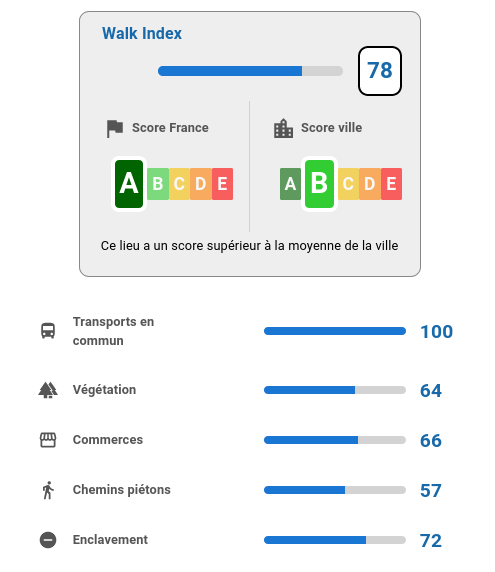 Walk Index
78
Score France
Score ville
A B C D E
A B C D E
Ce lieu a un score supérieur à la moyenne de la ville
Transports en
commun
100
Végétation
64
Commerces
66
Chemins piétons
57
Enclavement
72